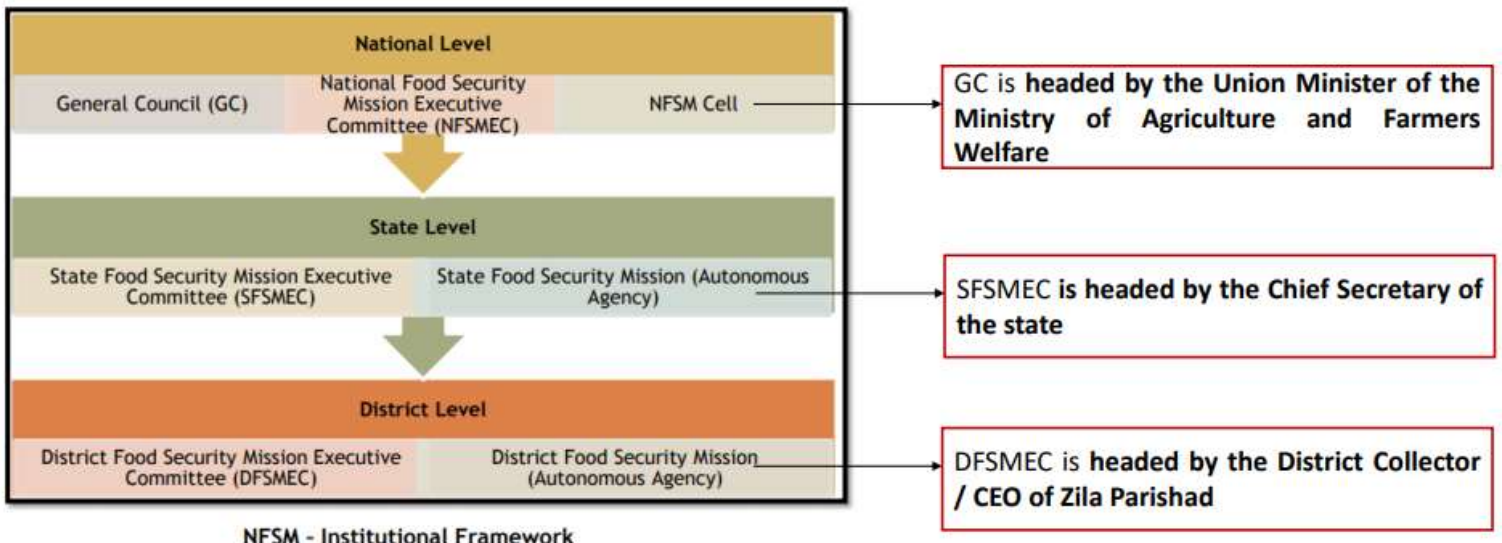 National Level
General Council (GC)
National Food Security
Mission Executive
Committee (NFSMEC)
NFSM Cell
State Level
State Food Security Mission Executive
Committee (SFSMEC)
State Food Security Mission (Autonomous
Agency)
District Level
District Food Security Mission Executive
Committee (DFSMEC)
District Food Security Mission
(Autonomous Agency)
NFSM - Institutional Framework
GC is headed by the Union Minister of the
Ministry of Agriculture and Farmers
Welfare
SFSMEC is headed by the Chief Secretary of
the state
DFSMEC is headed by the District Collector
/ CEO of Zila Parishad